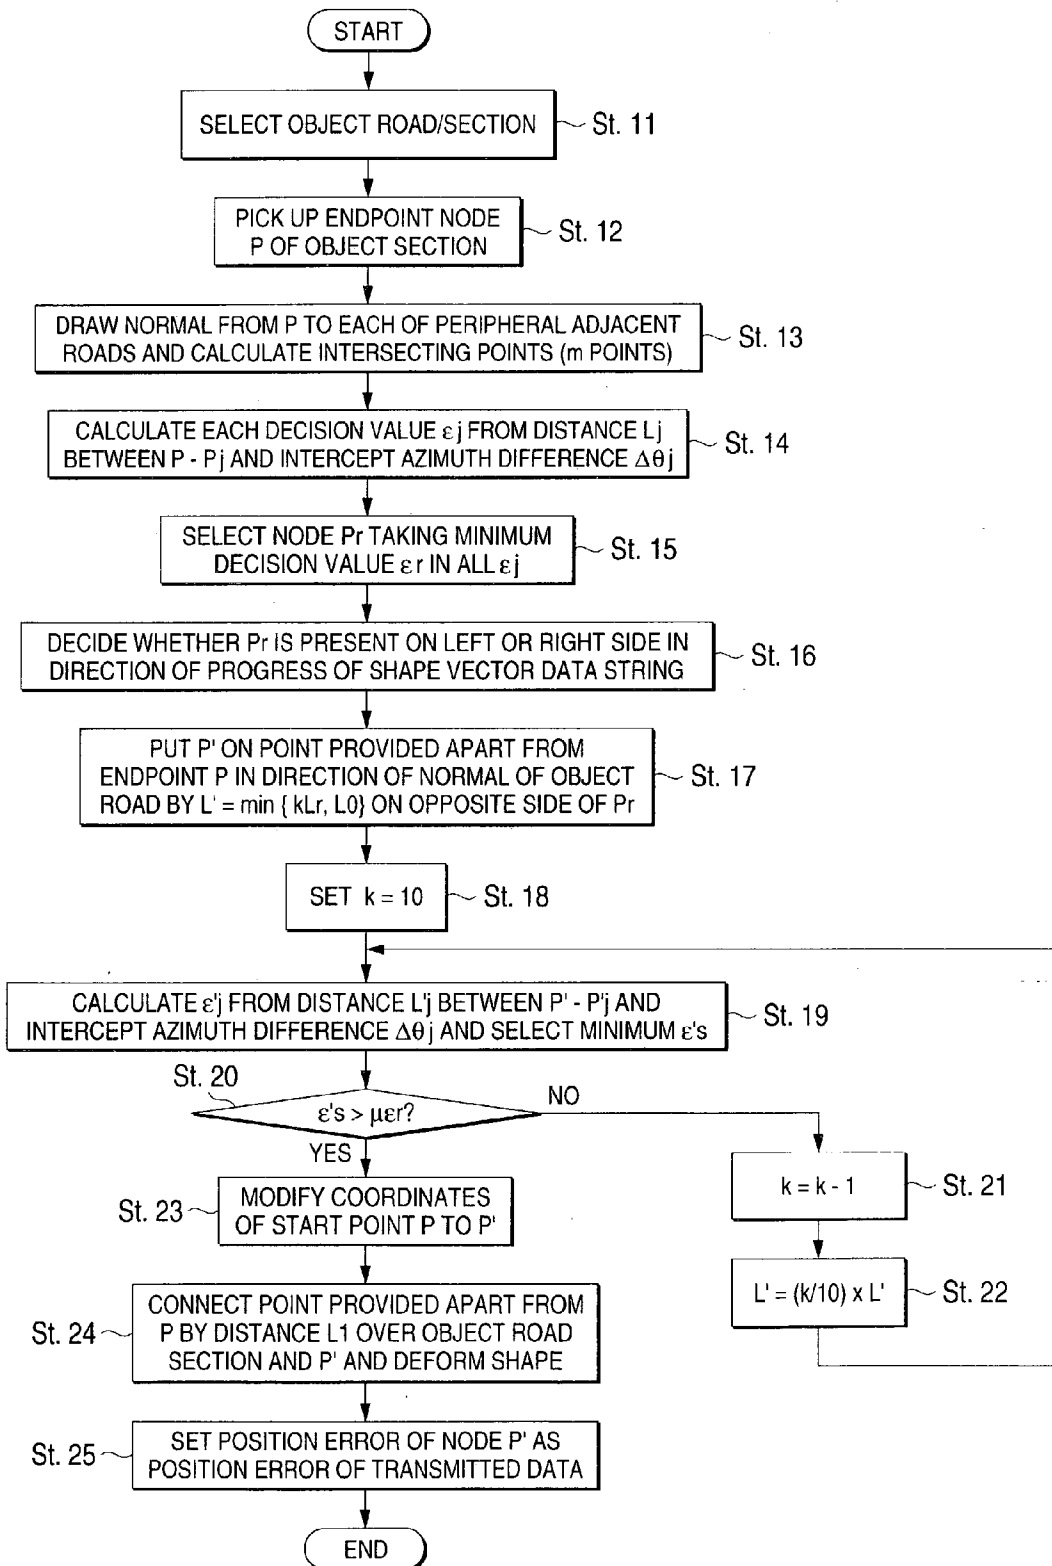 START
SELECT OBJECT ROAD/SECTION
St. 11
PICK UP ENDPOINT NODE
P OF OBJECT SECTION
St. 12
DRAW NORMAL FROM P TO EACH OF PERIPHERAL ADJACENT
ROADS AND CALCULATE INTERSECTING POINTS (m POINTS)
St. 13
CALCULATE EACH DECISION VALUE εj FROM DISTANCE Lj
BETWEEN P - Pj AND INTERCEPT AZIMUTH DIFFERENCE Δθj
St. 14
SELECT NODE Pr TAKING MINIMUM
DECISION VALUE εr IN ALL εj
St. 15
DECIDE WHETHER Pr IS PRESENT ON LEFT OR RIGHT SIDE IN
DIRECTION OF PROGRESS OF SHAPE VECTOR DATA STRING
St. 16
PUT P' ON POINT PROVIDED APART FROM
ENDPOINT P IN DIRECTION OF NORMAL OF OBJECT
ROAD BY L' = min { kLr, L0} ON OPPOSITE SIDE OF Pr
St. 17
SET k = 10
St. 18
CALCULATE ε'j FROM DISTANCE L'j BETWEEN P' - P'j AND
INTERCEPT AZIMUTH DIFFERENCE Δθj AND SELECT MINIMUM ε's
St. 19
St. 20
ε's > μεr?
NO
YES
k = k - 1
St. 21
L' = (k/10) x L'
St. 22
MODIFY COORDINATES
OF START POINT P TO P'
St. 23
CONNECT POINT PROVIDED APART FROM
P BY DISTANCE L1 OVER OBJECT ROAD
SECTION AND P' AND DEFORM SHAPE
St. 24
SET POSITION ERROR OF NODE P' AS
POSITION ERROR OF TRANSMITTED DATA
St. 25
END